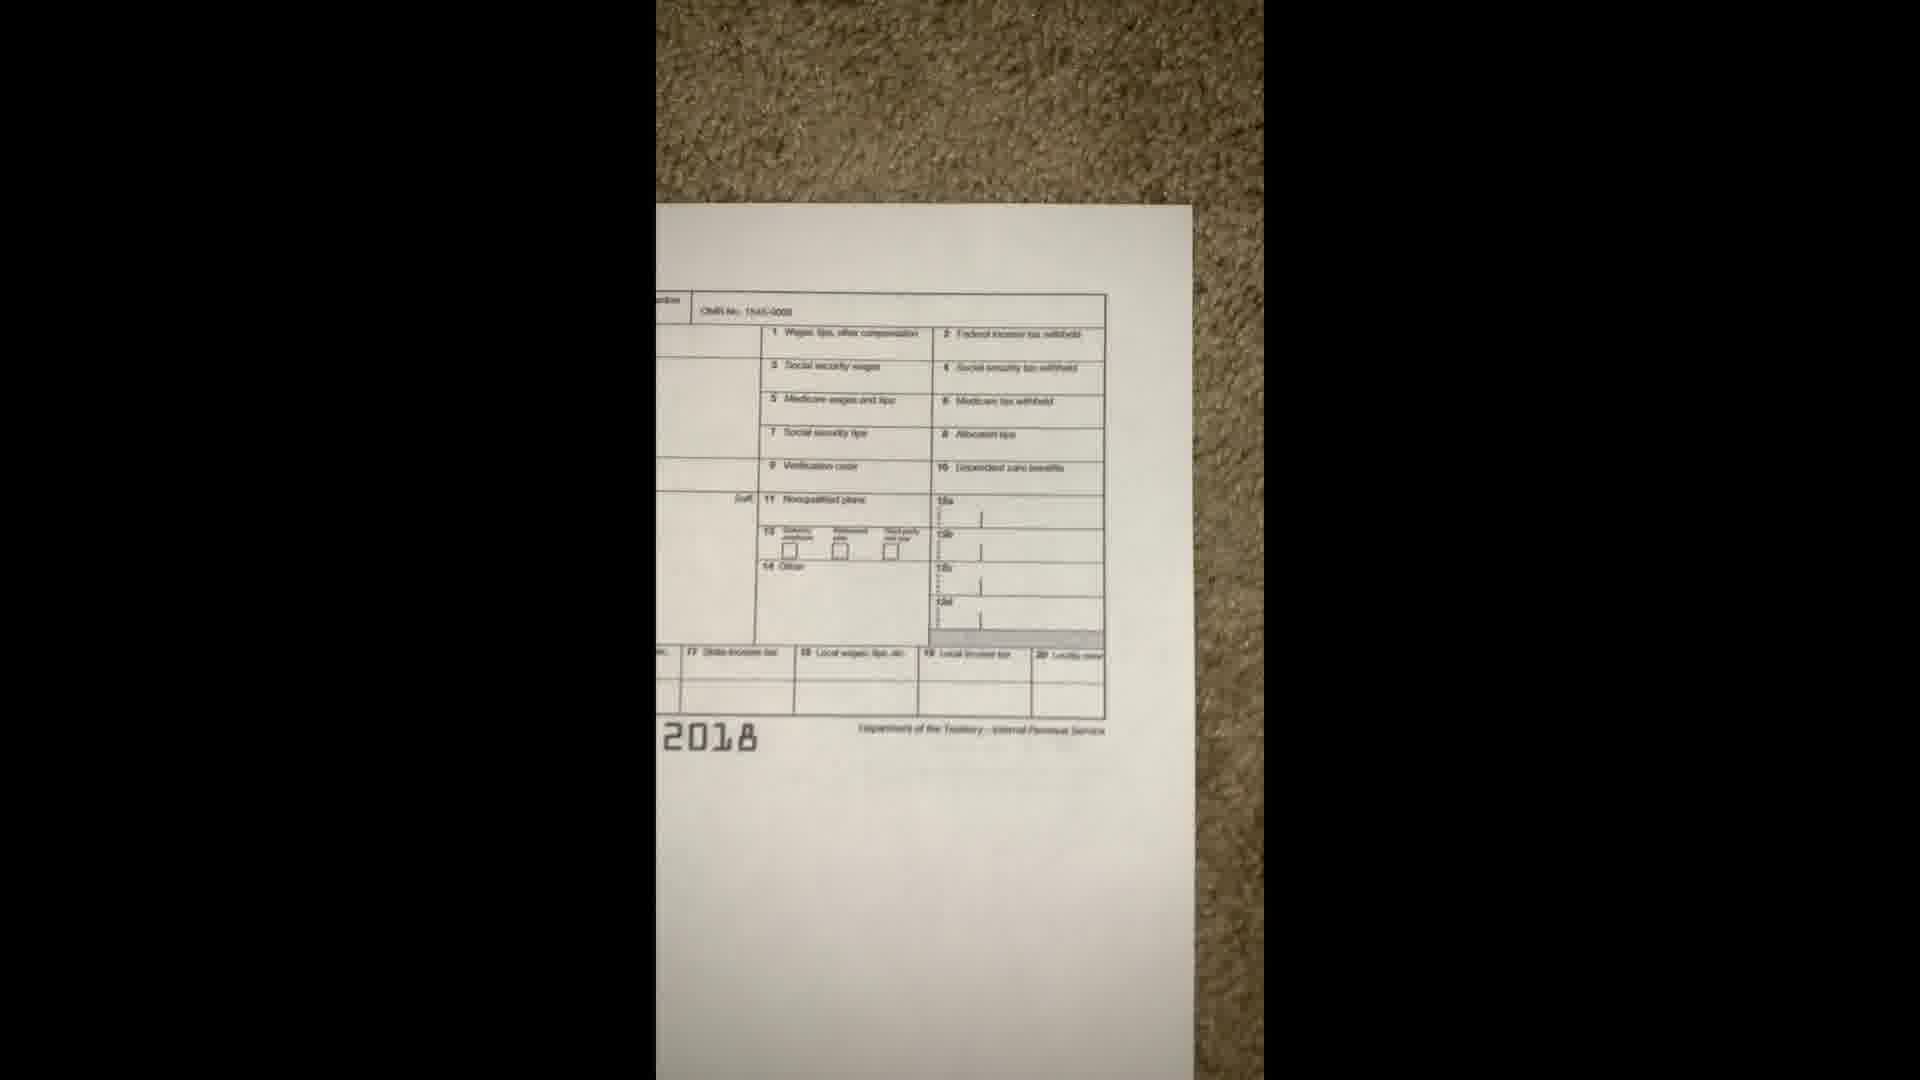 OMB No. 1545-0008
1 Wages, tips, other compensation 2 Federal income tax withheld
3 Social security wages 4 Social security tax withheld
5 Medicare wages and tips 6 Medicare tax withheld
7 Social security tips 8 Allocated tips
9 Verification code 10 Dependent care benefits
Suff. 11 Nonqualified plans 12a
13 Statutory employee Retirement plan Third-party sick pay 12b
14 Other 12c
12d
17 State income tax 18 Local wages, tips, etc. 19 Local income tax 20 Locality name
2018 Department of the Treasury - Internal Revenue Service